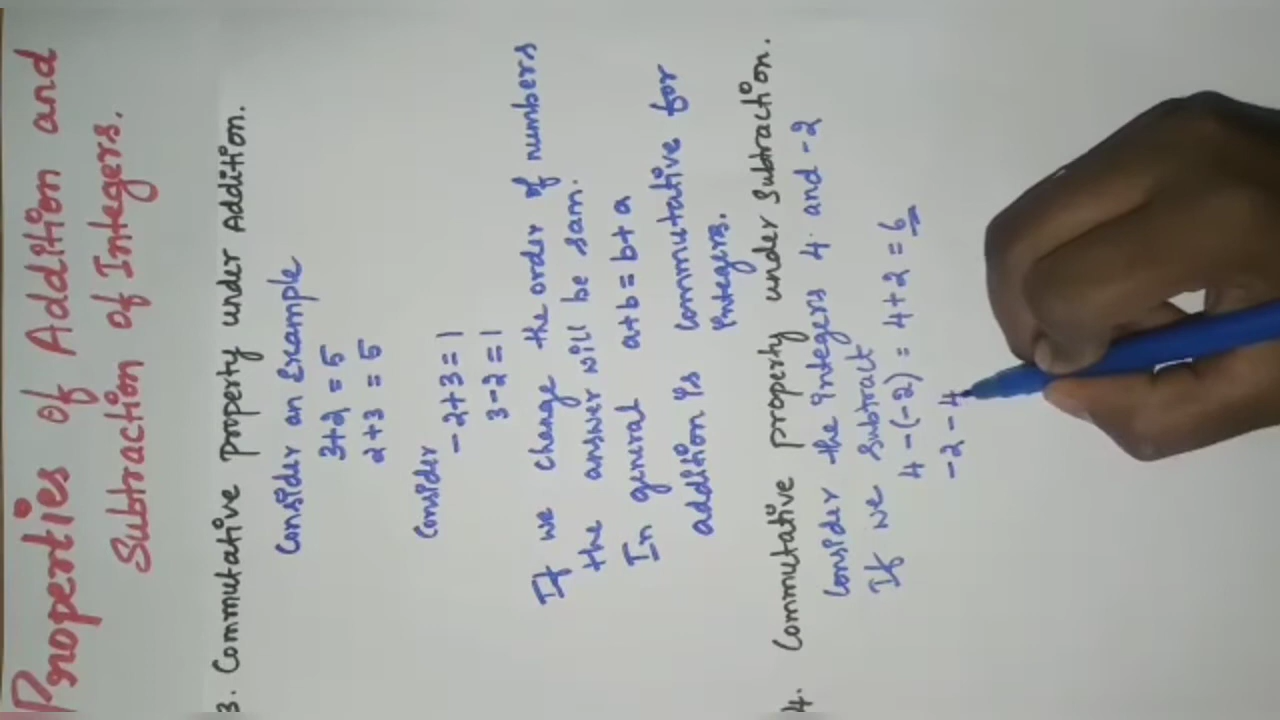 Properties of Addition and
Subtraction of Integers.
3. Commutative property under Addition.
Consider an Example
3+2 = 5
2+3 = 5
Consider
-2+3 = 1
3-2 = 1
If we change the order of numbers
the answer will be sam.
In general a+b = b+a
addition is commutative for
Integers.
4. Commutative property under Subtraction.
Consider the integers 4 and -2
If we Subtract
4-(-2) = 4+2 = 6
-2-4